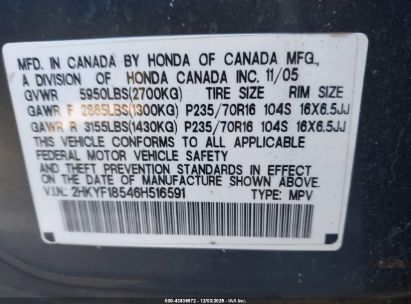 MFD. IN CANADA BY HONDA OF CANADA MFG.,
A DIVISION OF HONDA CANADA INC. 11/05
GVWR 5950LBS(2700KG) TIRE SIZE RIM SIZE
GAWR F 2865LBS(1300KG) P235/70R16 104S 16X6.5JJ
GAWR R 3155LBS(1430KG) P235/70R16 104S 16X6.5JJ
THIS VEHICLE CONFORMS TO ALL APPLICABLE
FEDERAL MOTOR VEHICLE SAFETY
AND THEFT PREVENTION STANDARDS IN EFFECT
ON THE DATE OF MANUFACTURE SHOWN ABOVE.
V.I.N: 2HKYF18546H516591 TYPE: MPV